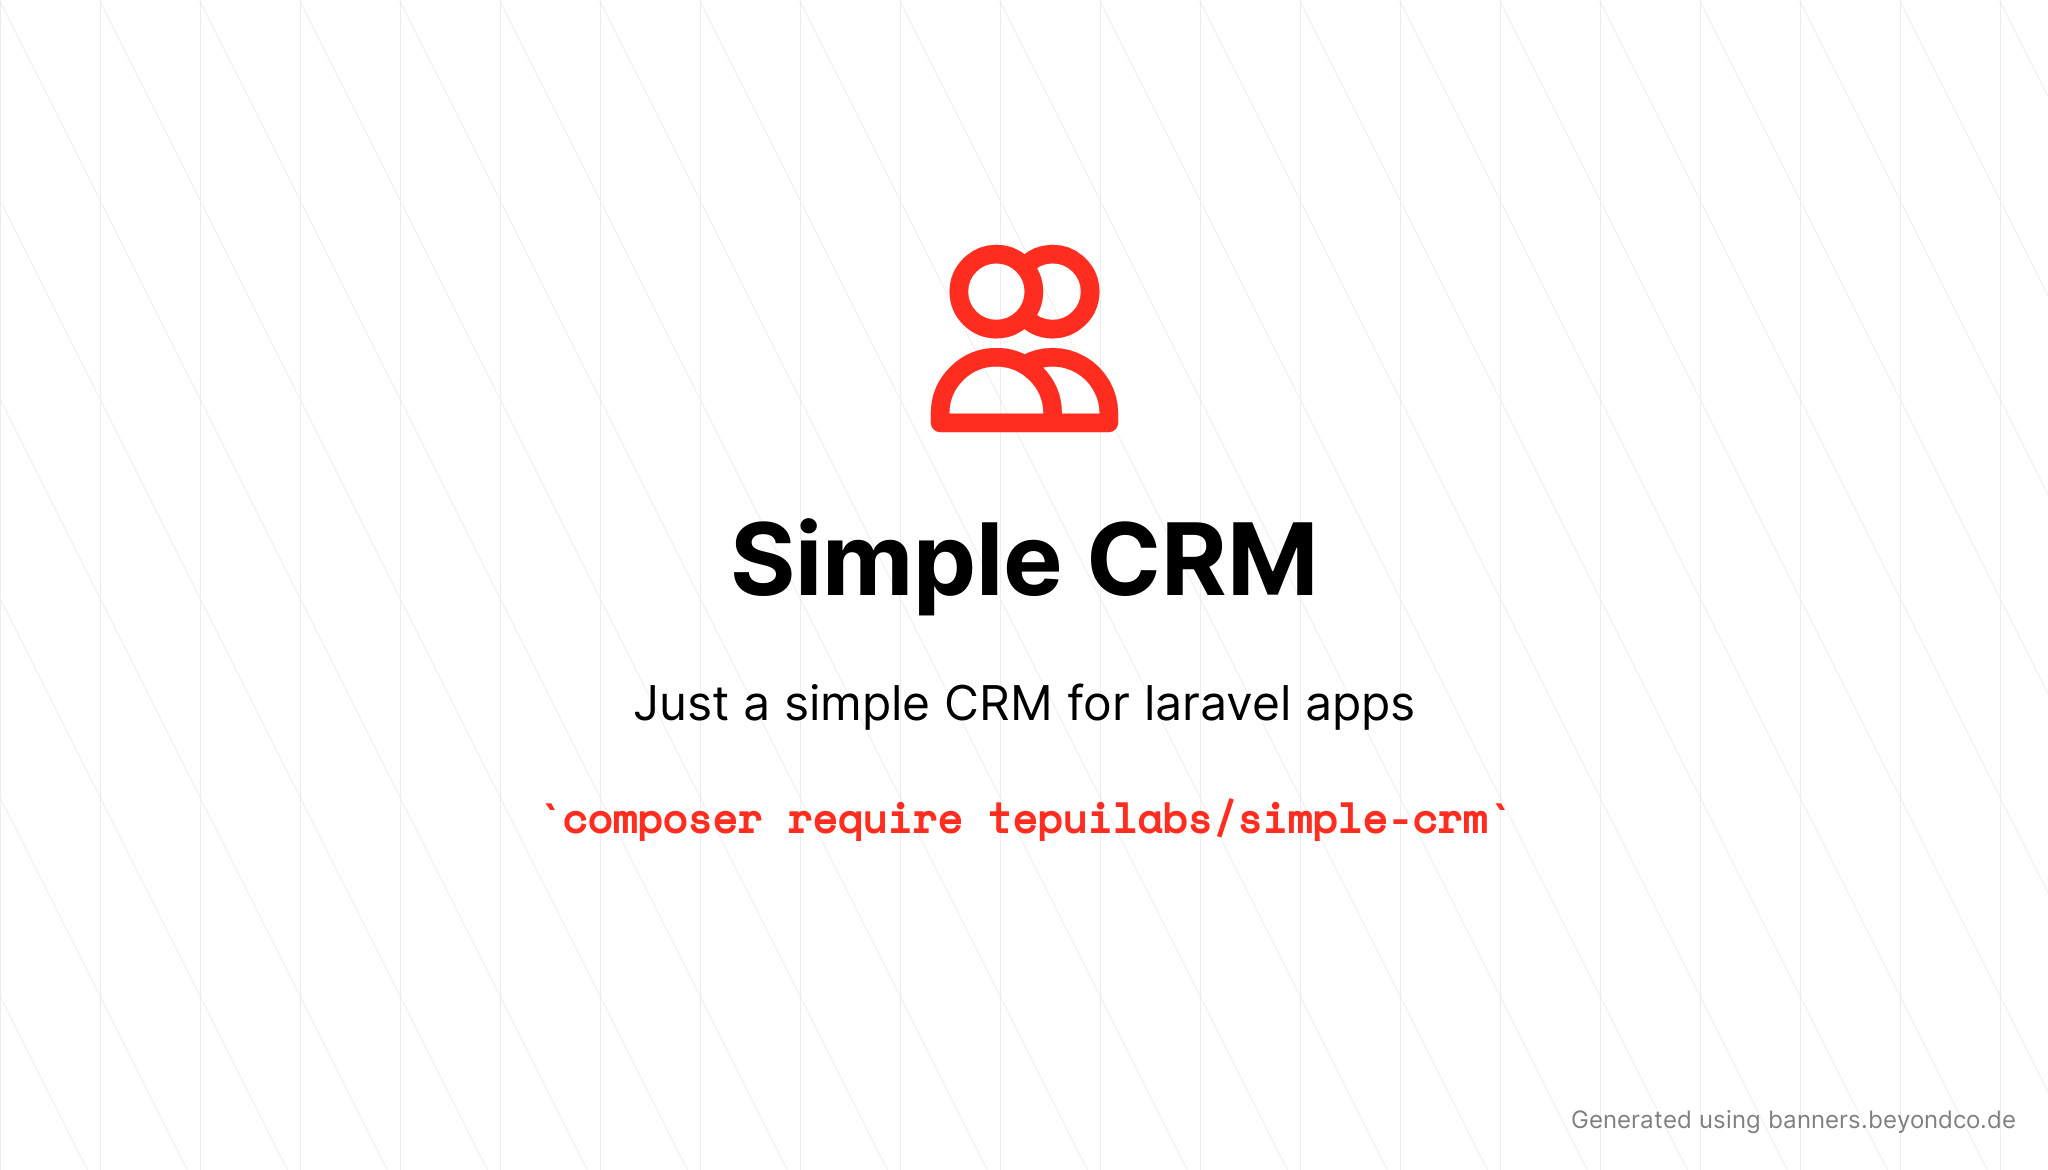 Simple CRM
Just a simple CRM for laravel apps
`composer require tepuilabs/simple-crm`
Generated using banners.beyondco.de